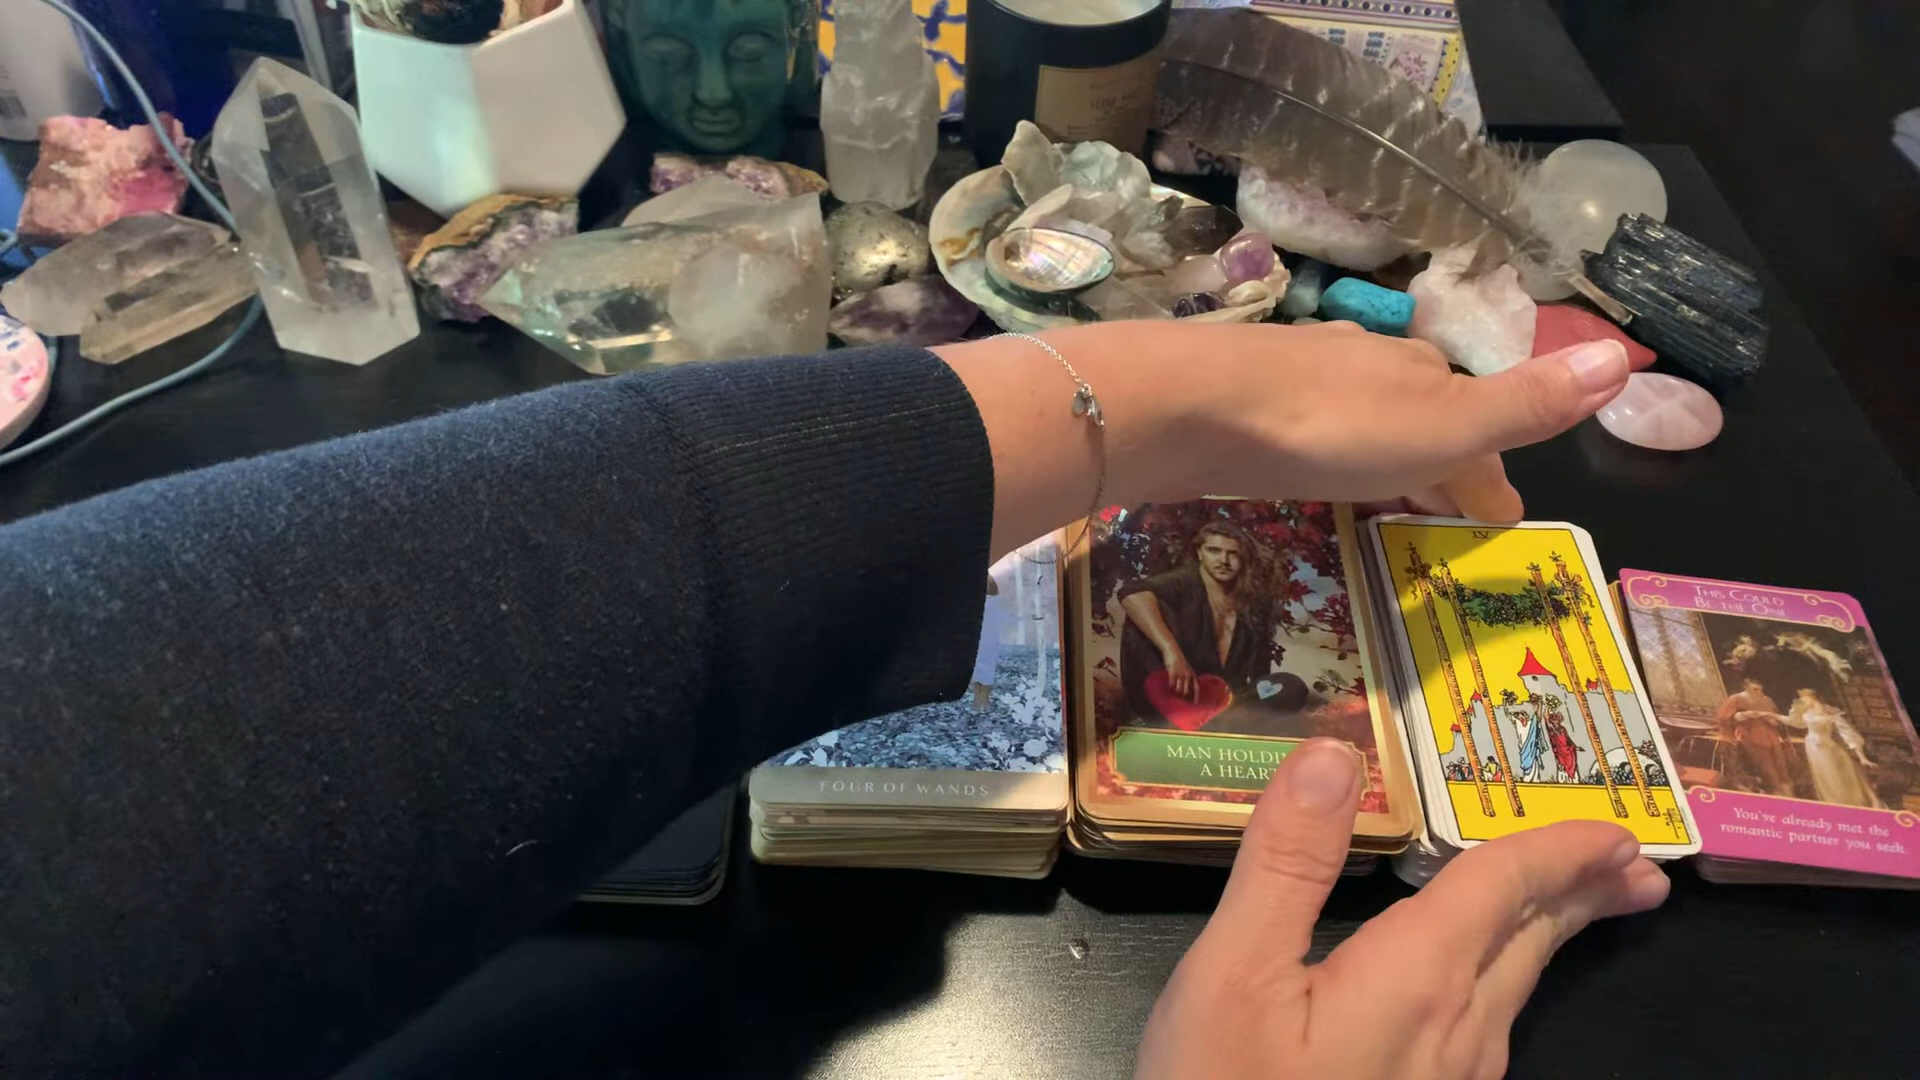 FOUR OF WANDS
MAN HOLDING
A HEART
IV
THIS COULD
BE THE ONE
You've already met the
romantic partner you seek.